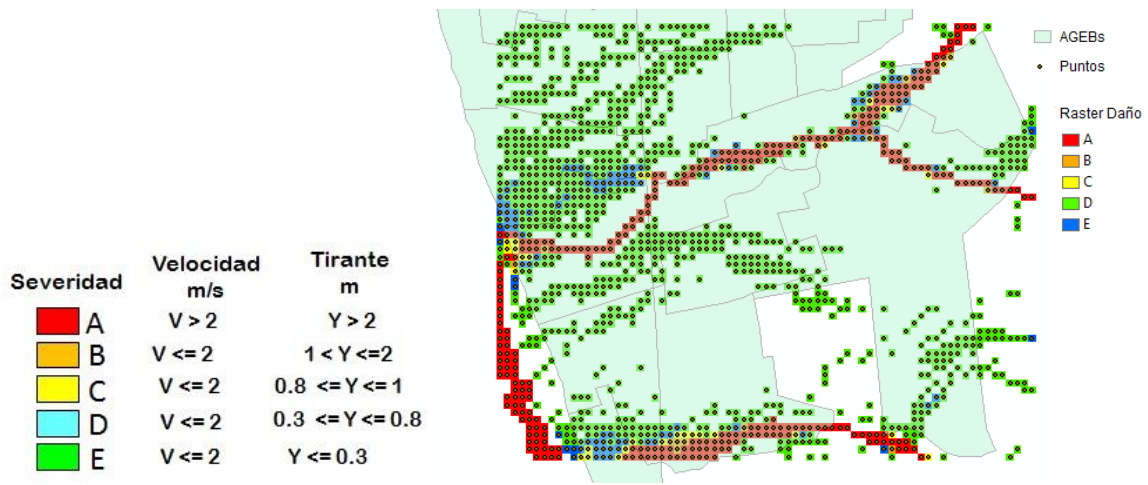 Severidad Velocidad m/s Tirante m
A V > 2 Y > 2
B V <= 2 1 < Y <=2
C V <= 2 0.8 <= Y <= 1
D V <= 2 0.3 <= Y <= 0.8
E V <= 2 Y <= 0.3
AGEBs
Puntos
Raster Daño
A
B
C
D
E